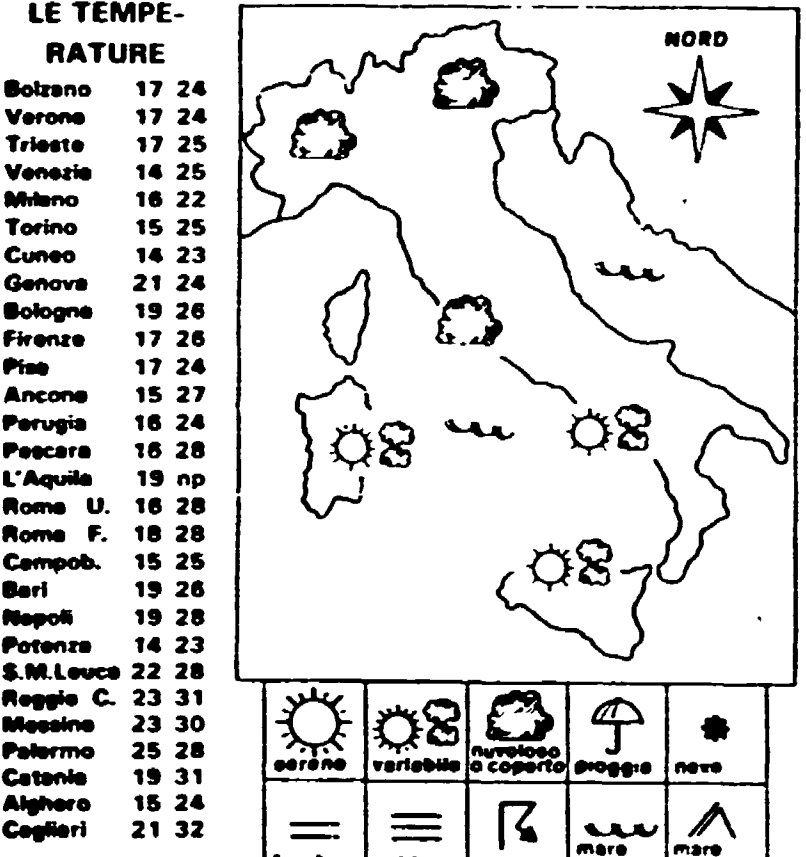 LE TEMPE-
RATURE
Bolzano 17 24
Verona 17 24
Trieste 17 25
Venezia 14 25
Milano 16 22
Torino 15 25
Cuneo 14 23
Genova 21 24
Bologna 19 26
Firenze 17 26
Pisa 17 24
Ancona 15 27
Perugia 16 24
Pescara 16 28
L'Aquila 19 np
Roma U. 16 28
Roma F. 18 28
Campob. 15 25
Bari 19 26
Napoli 19 28
Potenza 14 23
S.M.Leuca 22 28
Reggio C. 23 31
Messina 23 30
Palermo 25 28
Catania 19 31
Alghero 15 24
Cagliari 21 32
NORD
sereno
variabile
nuvoloso
o coperto
pioggia
neve
mare
mare